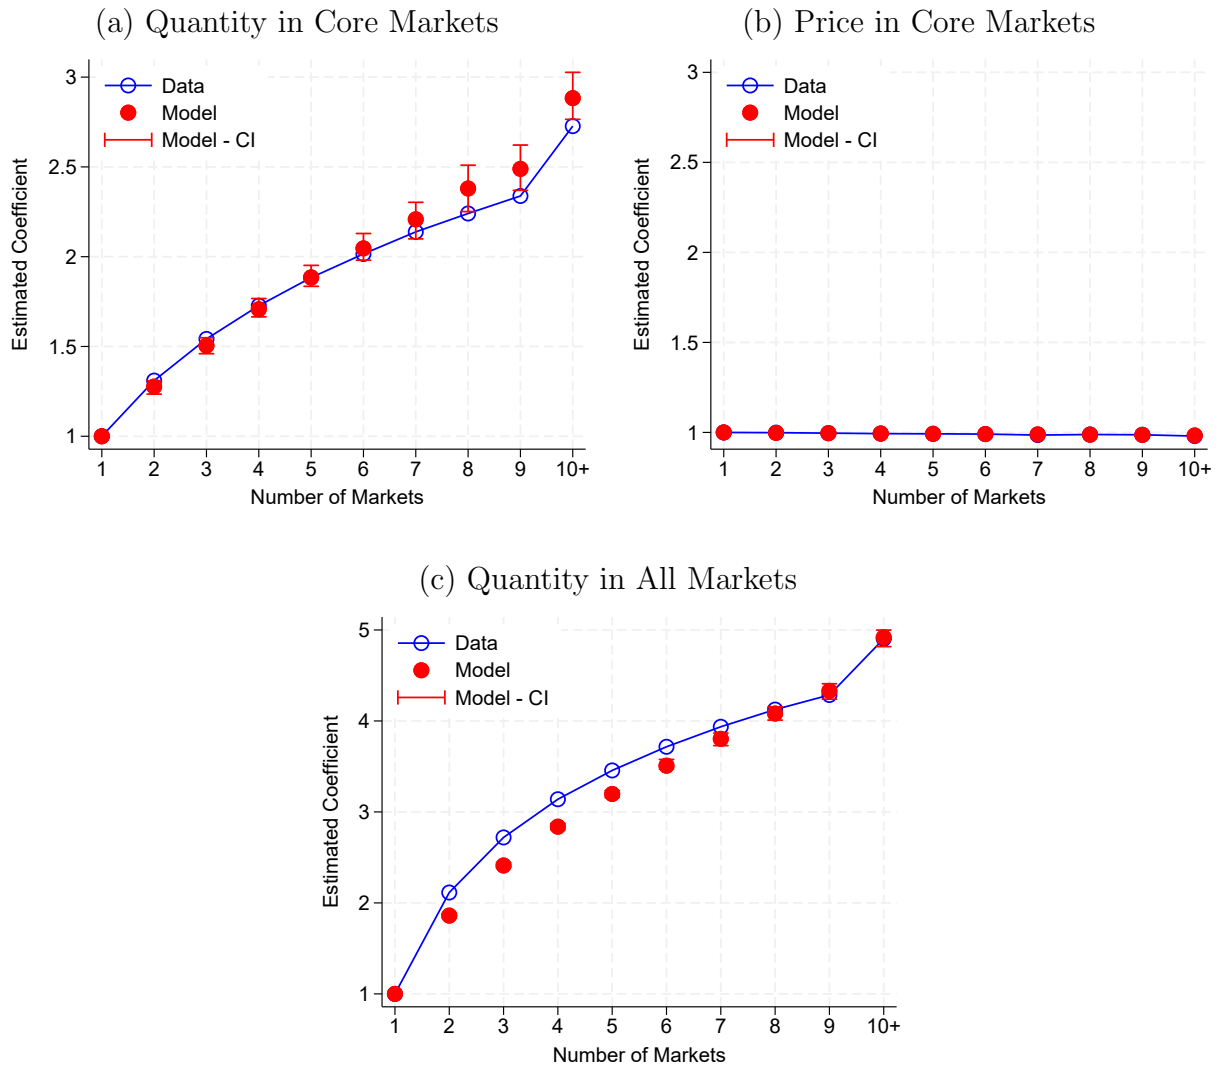 (a) Quantity in Core Markets
Data
Model
Model - CI
3
2.5
2
1.5
1
Estimated Coefficient
1 2 3 4 5 6 7 8 9 10+
Number of Markets
(b) Price in Core Markets
Data
Model
Model - CI
3
2.5
2
1.5
1
Estimated Coefficient
1 2 3 4 5 6 7 8 9 10+
Number of Markets
(c) Quantity in All Markets
Data
Model
Model - CI
5
4
3
2
1
Estimated Coefficient
1 2 3 4 5 6 7 8 9 10+
Number of Markets